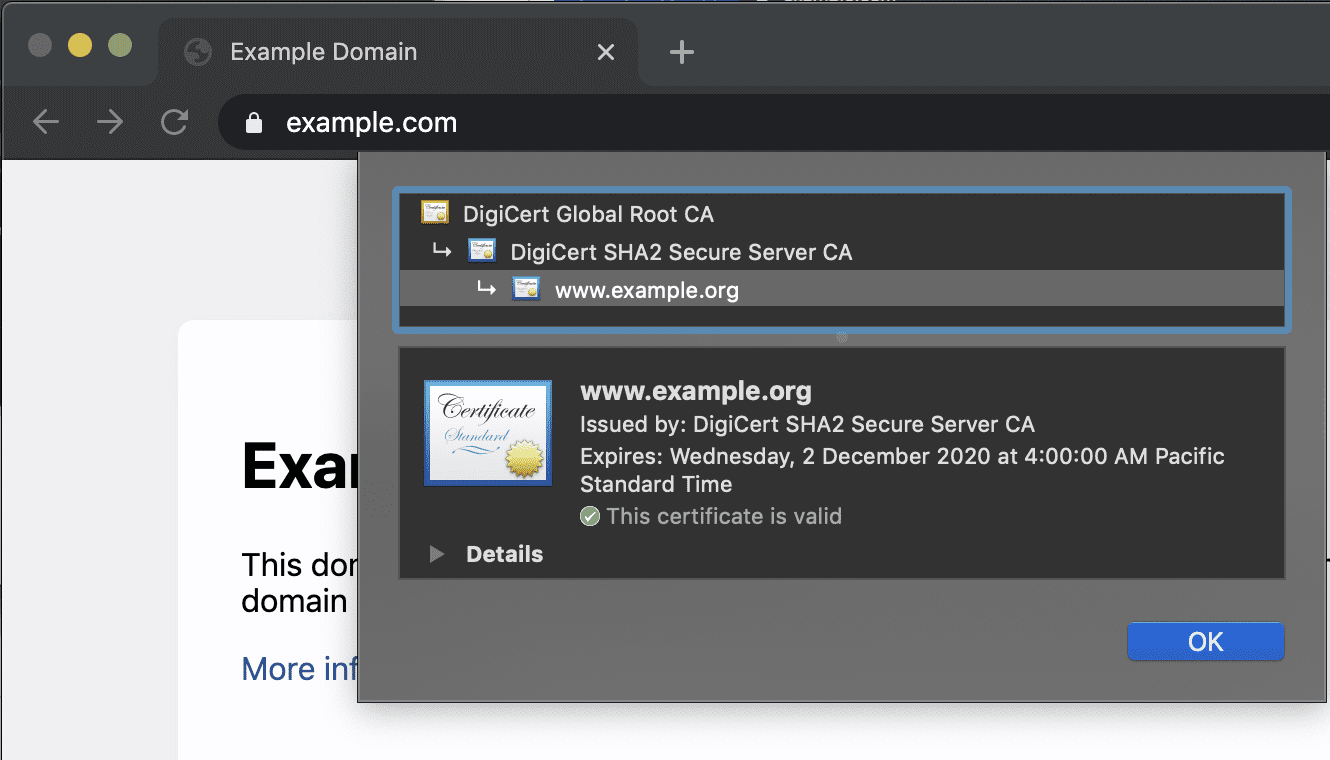 Example Domain
example.com
DigiCert Global Root CA
DigiCert SHA2 Secure Server CA
www.example.org
Certificate
Standard
www.example.org
Issued by: DigiCert SHA2 Secure Server CA
Expires: Wednesday, 2 December 2020 at 4:00:00 AM Pacific
Standard Time
This certificate is valid
Details
OK
Exa
This do
domain
More inf